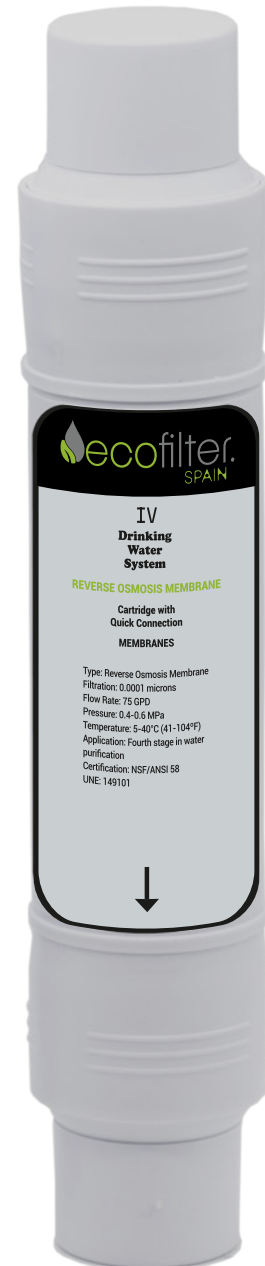 ecofilter.
SPAIN
IV
Drinking
Water
System
REVERSE OSMOSIS MEMBRANE
Cartridge with
Quick Connection
MEMBRANES
Type: Reverse Osmosis Membrane
Filtration: 0.0001 microns
Flow Rate: 75 GPD
Pressure: 0.4-0.6 MPa
Temperature: 5-40°C (41-104ºF)
Application: Fourth stage in water
purification
Certification: NSF/ANSI 58
UNE: 149101